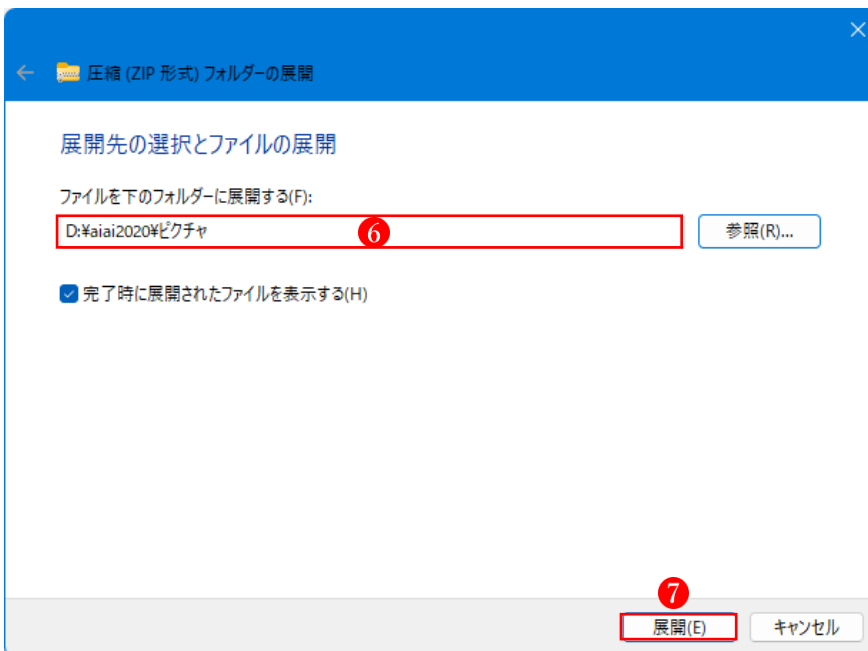 圧縮 (ZIP 形式) フォルダーの展開
展開先の選択とファイルの展開
ファイルを下のフォルダーに展開する(F):
D:¥aiai2020¥ピクチャ
6
参照(R)...
完了時に展開されたファイルを表示する(H)
7
展開(E)
キャンセル